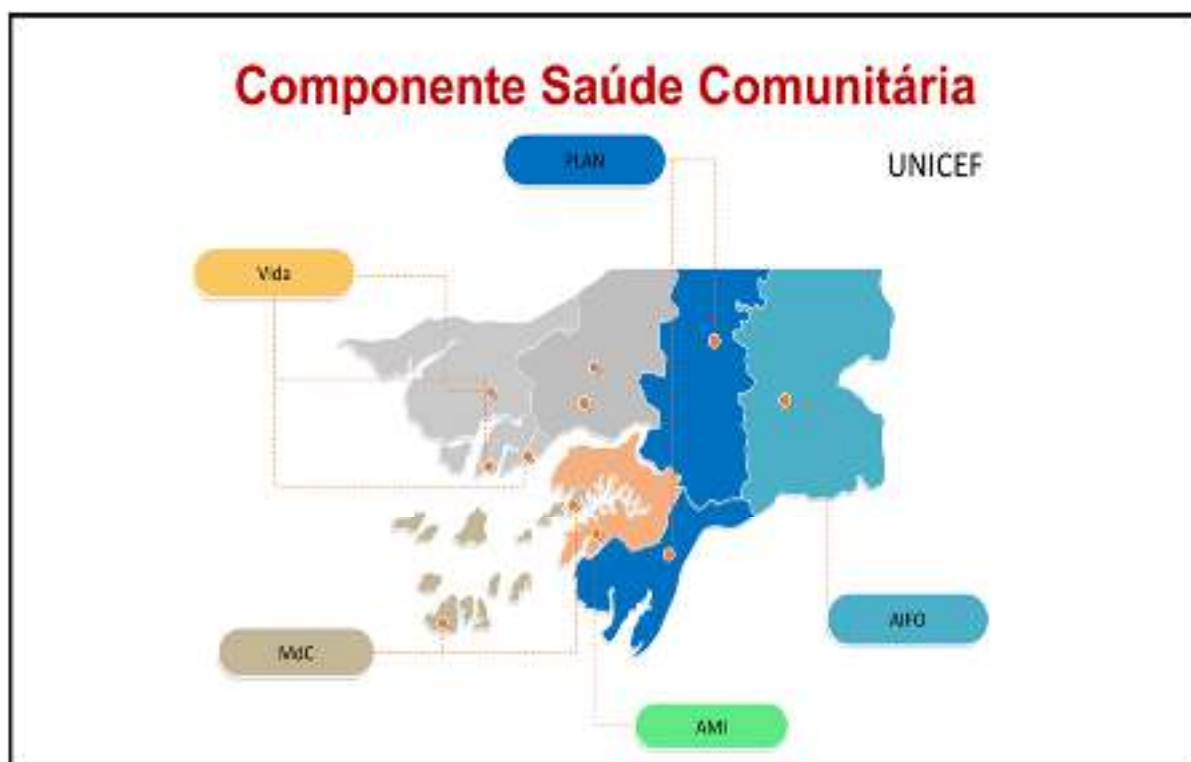 Componente Saúde Comunitária
PLAN
UNICEF
Vida
AIFO
MdC
AMI